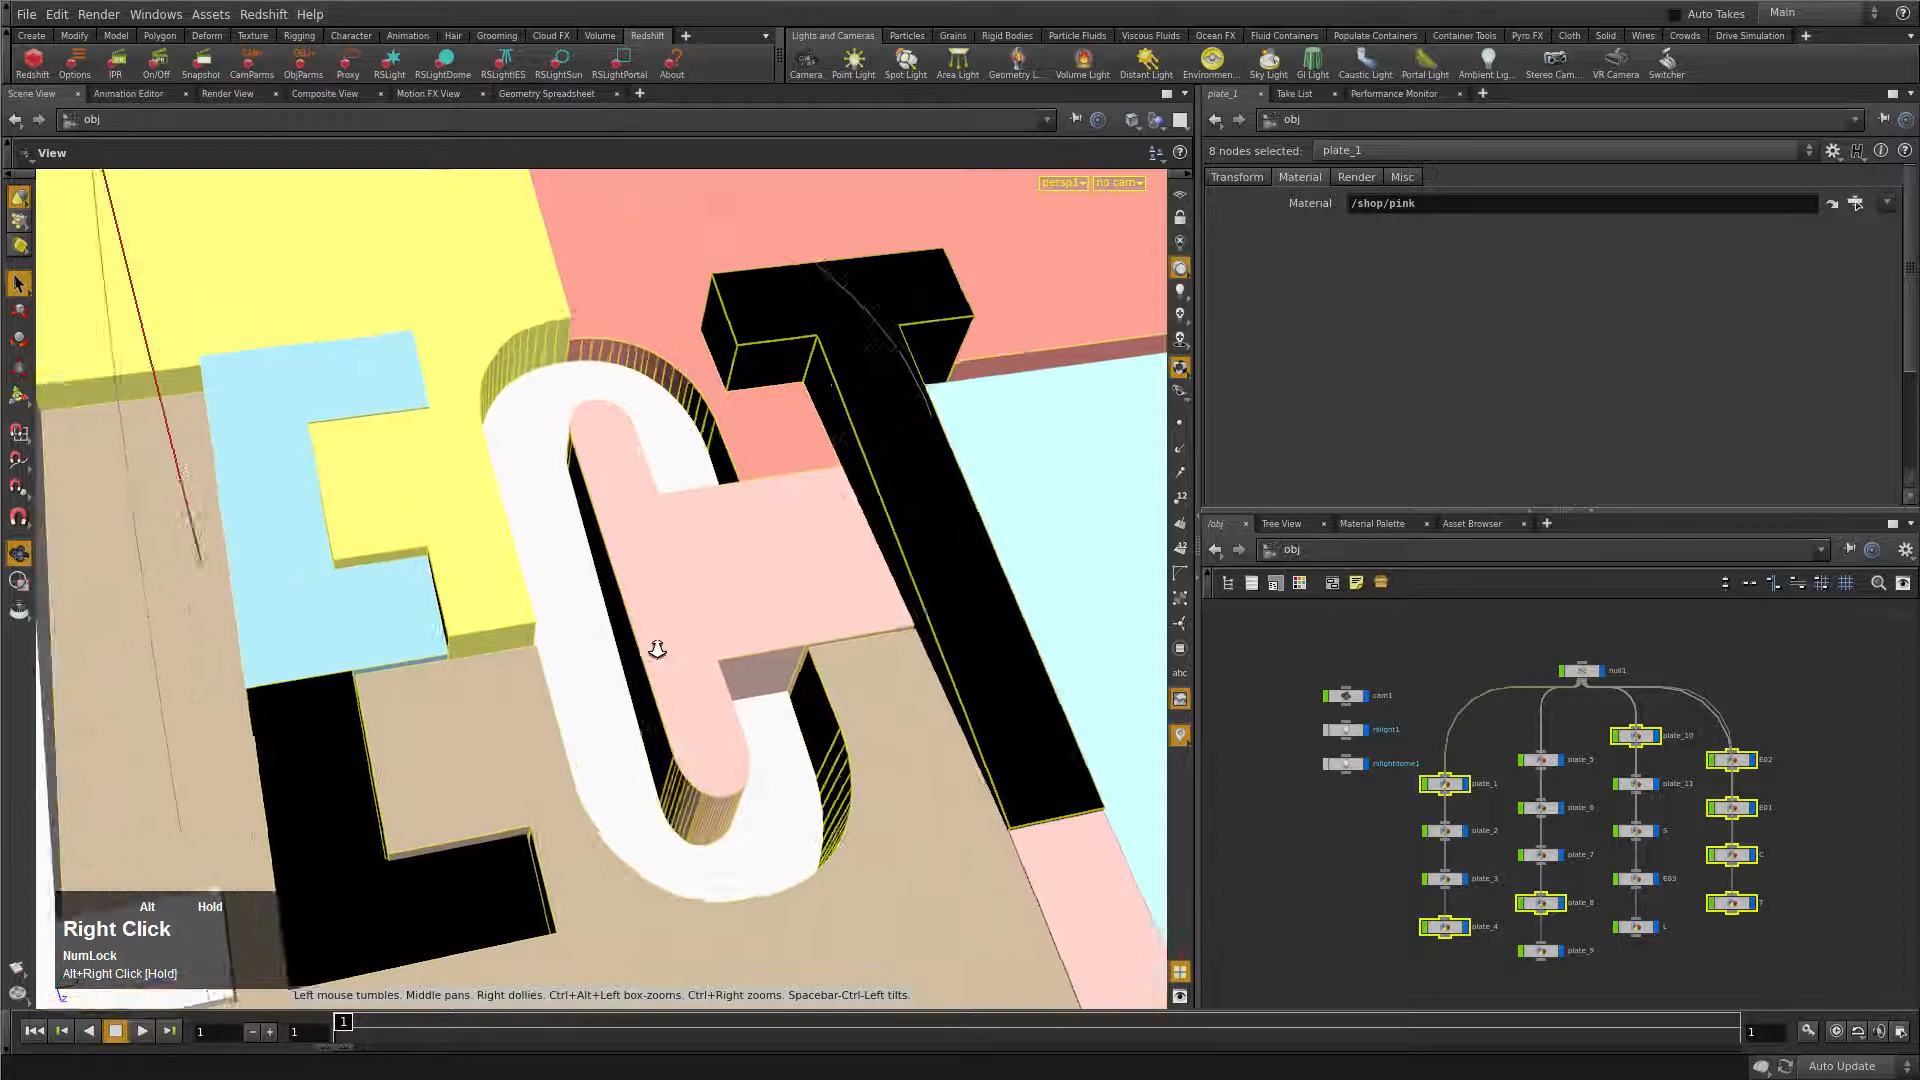 File Edit Render Windows Assets Redshift Help
Auto Takes Main
Create Modify Model Polygon Deform Texture Rigging Character Animation Hair Grooming Cloud FX Volume Redshift
Lights and Cameras Particles Grains Rigid Bodies Particle Fluids Viscous Fluids Ocean FX Fluid Containers Populate Containers Container Tools Pyro FX Cloth Solid Wires Crowds Drive Simulation
Redshift Options IPR On/Off Snapshot CamParms ObjParms Proxy RSLight RSLightDome RSLightIES RSLightSun RSLightPortal About
Camera Point Light Spot Light Area Light Geometry L... Volume Light Distant Light Environmen... Sky Light GI Light Caustic Light Portal Light Ambient Lig... Stereo Cam... VR Camera Switcher
Scene View Animation Editor Render View Composite View Motion FX View Geometry Spreadsheet
plate_1 Take List Performance Monitor
obj
obj
View
8 nodes selected: plate_1
Transform Material Render Misc
Material /shop/pink
persp1 no cam
/obj Tree View Material Palette Asset Browser
obj
null1
cam1
rslight1
rslightdome1
plate_1
plate_2
plate_3
plate_4
plate_5
plate_6
plate_7
plate_8
plate_9
plate_10
plate_11
S
E03
L
E02
E01
C
T
12
12
abc
Alt Hold
Right Click
NumLock
Alt+Right Click [Hold]
Left mouse tumbles. Middle pans. Right dollies. Ctrl+Alt+Left box-zooms. Ctrl+Right zooms. Spacebar-Ctrl-Left tilts.
1 1 1 1
Auto Update